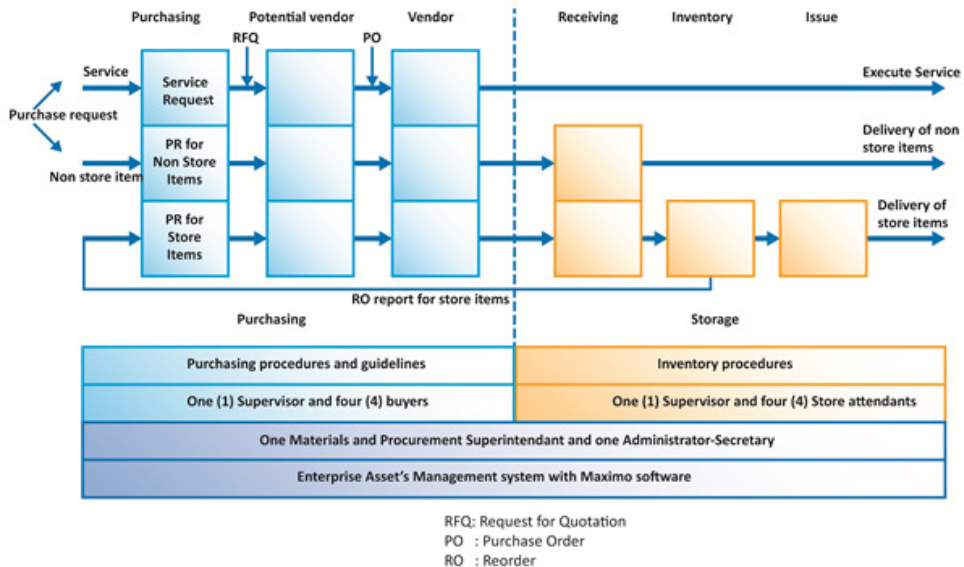 Purchasing
Potential vendor
Vendor
Receiving
Inventory
Issue
RFQ
PO
Service
Service
Request
Execute Service
Purchase request
PR for
Non Store
Items
Delivery of non
store items
Non store item
PR for
Store
Items
Delivery of
store items
RO report for store items
Purchasing
Storage
Purchasing procedures and guidelines
Inventory procedures
One (1) Supervisor and four (4) buyers
One (1) Supervisor and four (4) Store attendants
One Materials and Procurement Superintendant and one Administrator-Secretary
Enterprise Asset's Management system with Maximo software
RFQ: Request for Quotation
PO : Purchase Order
RO : Reorder